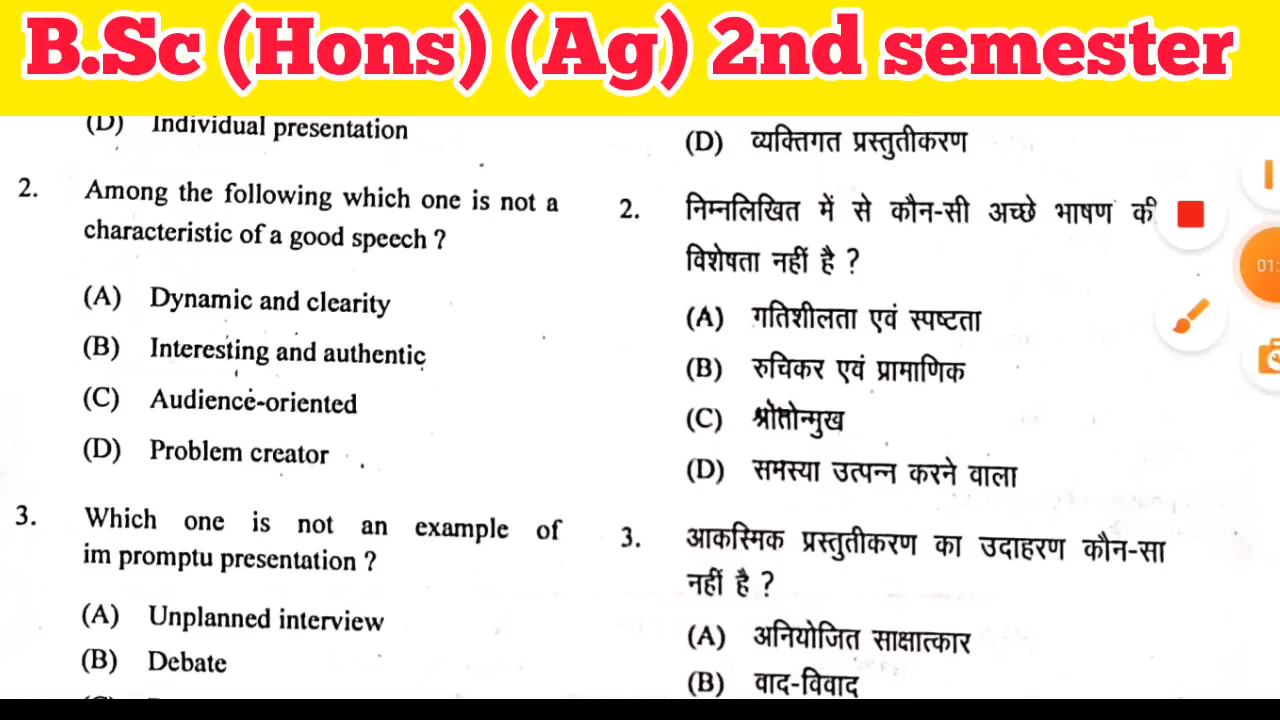 B.Sc (Hons) (Ag) 2nd semester
(D) Individual presentation
2. Among the following which one is not a
characteristic of a good speech ?
(A) Dynamic and clearity
(B) Interesting and authentic
(C) Audience-oriented
(D) Problem creator
3. Which one is not an example of
im promptu presentation ?
(A) Unplanned interview
(B) Debate
(D) व्यक्तिगत प्रस्तुतीकरण
2. निम्नलिखित में से कौन-सी अच्छे भाषण की
विशेषता नहीं है ?
(A) गतिशीलता एवं स्पष्टता
(B) रुचिकर एवं प्रामाणिक
(C) श्रोतोन्मुख
(D) समस्या उत्पन्न करने वाला
3. आकस्मिक प्रस्तुतीकरण का उदाहरण कौन-सा
नहीं है ?
(A) अनियोजित साक्षात्कार
(B) वाद-विवाद
01: